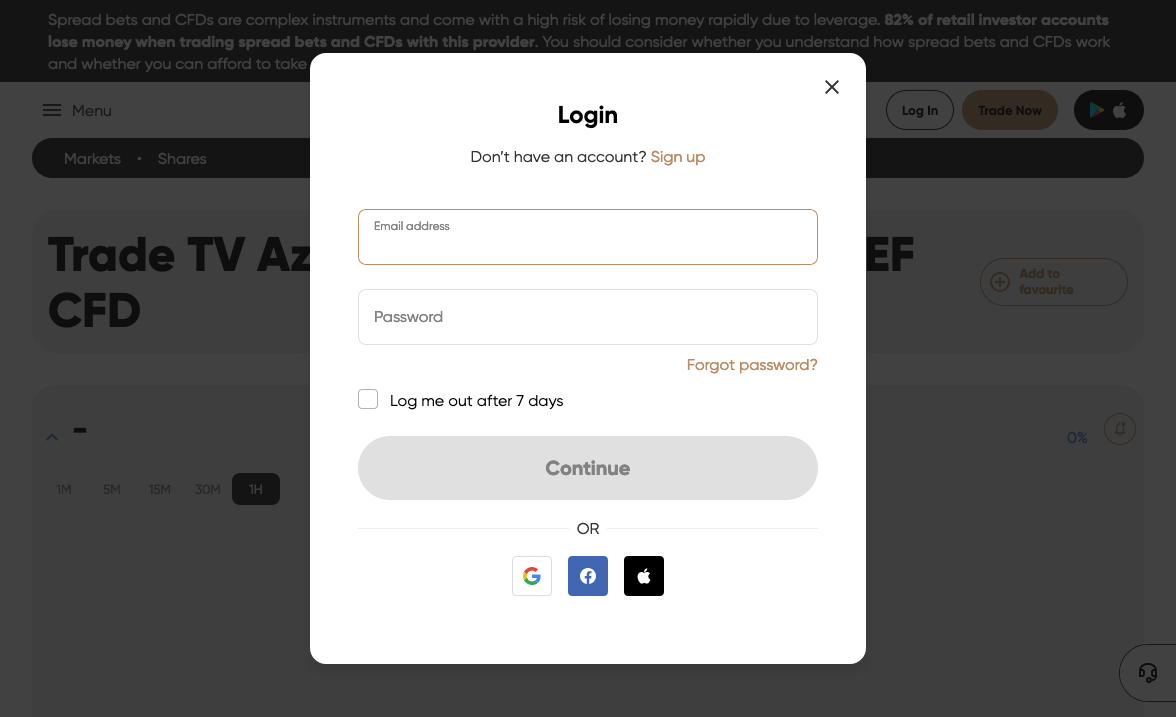 Spread bets and CFDs are complex instruments and come with a high risk of losing money rapidly due to leverage. 82% of retail investor accounts
lose money when trading spread bets and CFDs with this provider. You should consider whether you understand how spread bets and CFDs work
and whether you can afford to take
Menu
Log In
Trade Now
Markets • Shares
Trade TV Az
EF
CFD
Add to
favourite
-
0%
1M
5M
15M
30M
1H
Login
Don't have an account? Sign up
Email address
Password
Forgot password?
Log me out after 7 days
Continue
OR